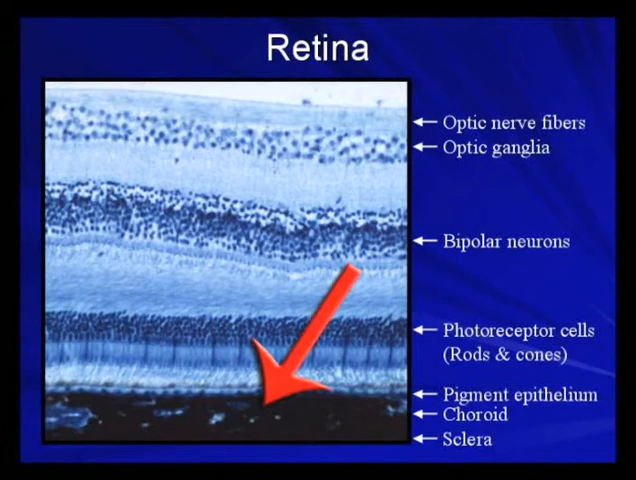 Retina
Optic nerve fibers
Optic ganglia
Bipolar neurons
Photoreceptor cells
(Rods & cones)
Pigment epithelium
Choroid
Sclera